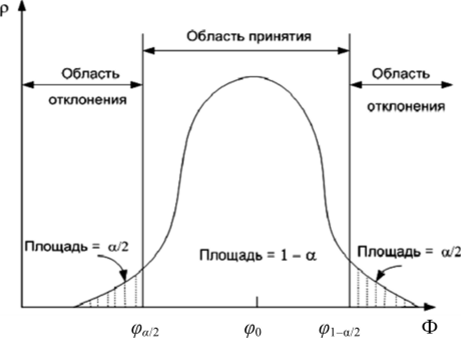 ρ
Область принятия
Область
отклонения
Область
отклонения
Площадь = α/2
Площадь = 1 – α
Площадь = α/2
φα/2
φ0
φ1–α/2
Φ